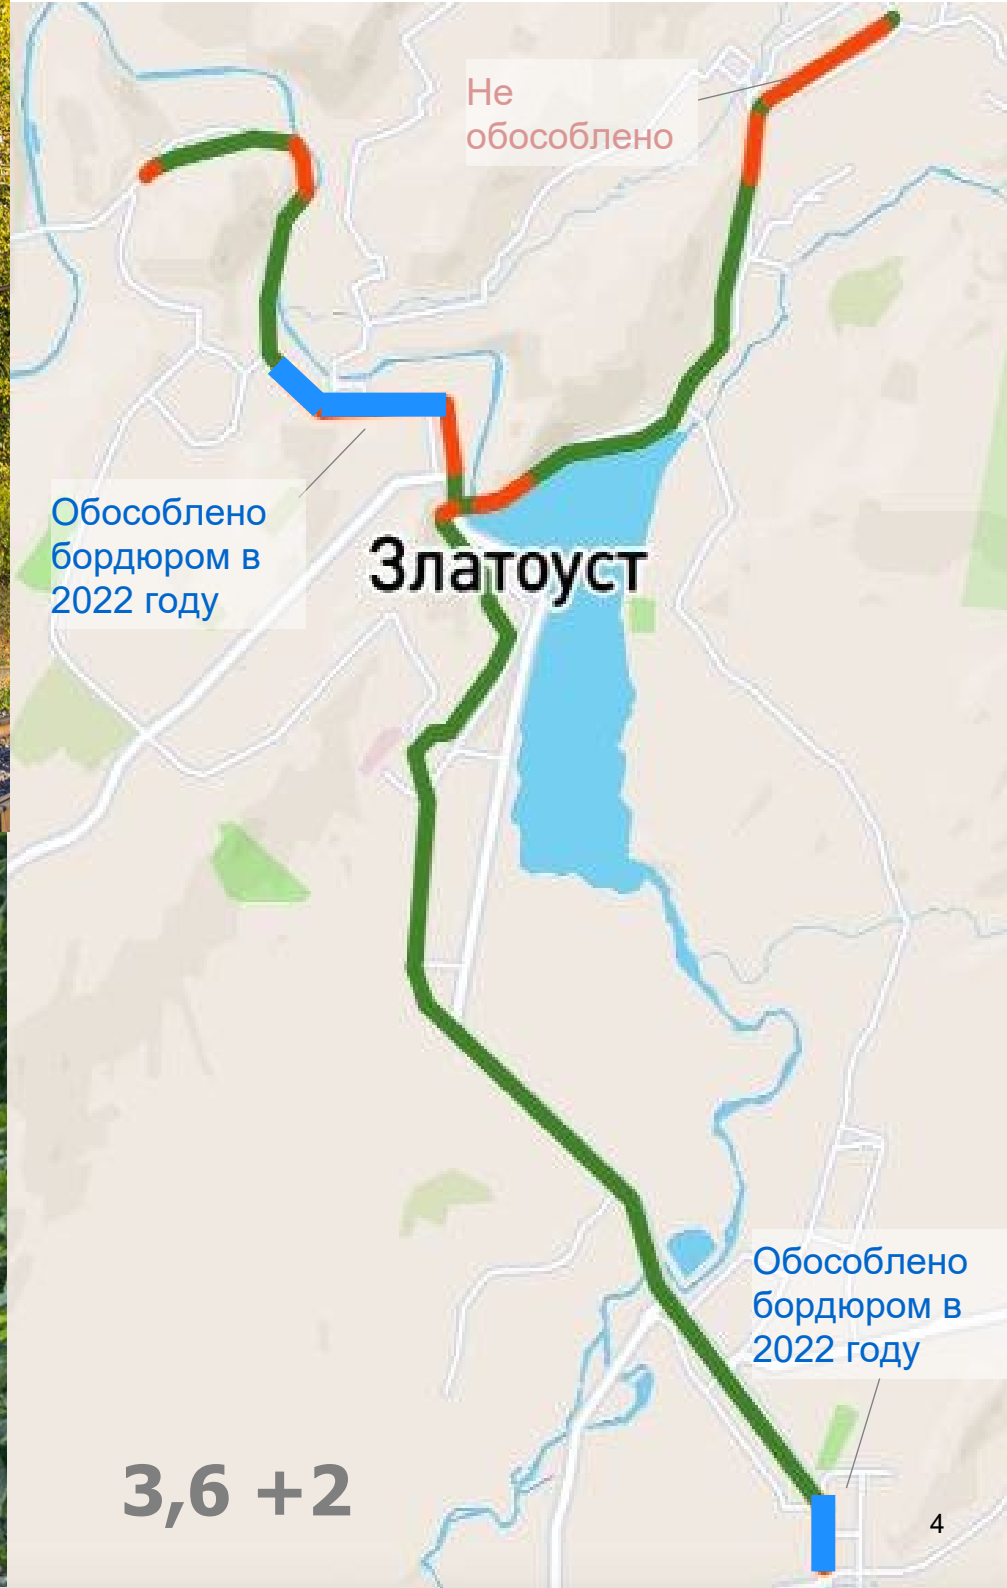 Не
обособлено
Обособлено
бордюром в
2022 году
Златоуст
Обособлено
бордюром в
2022 году
3,6 +2
4